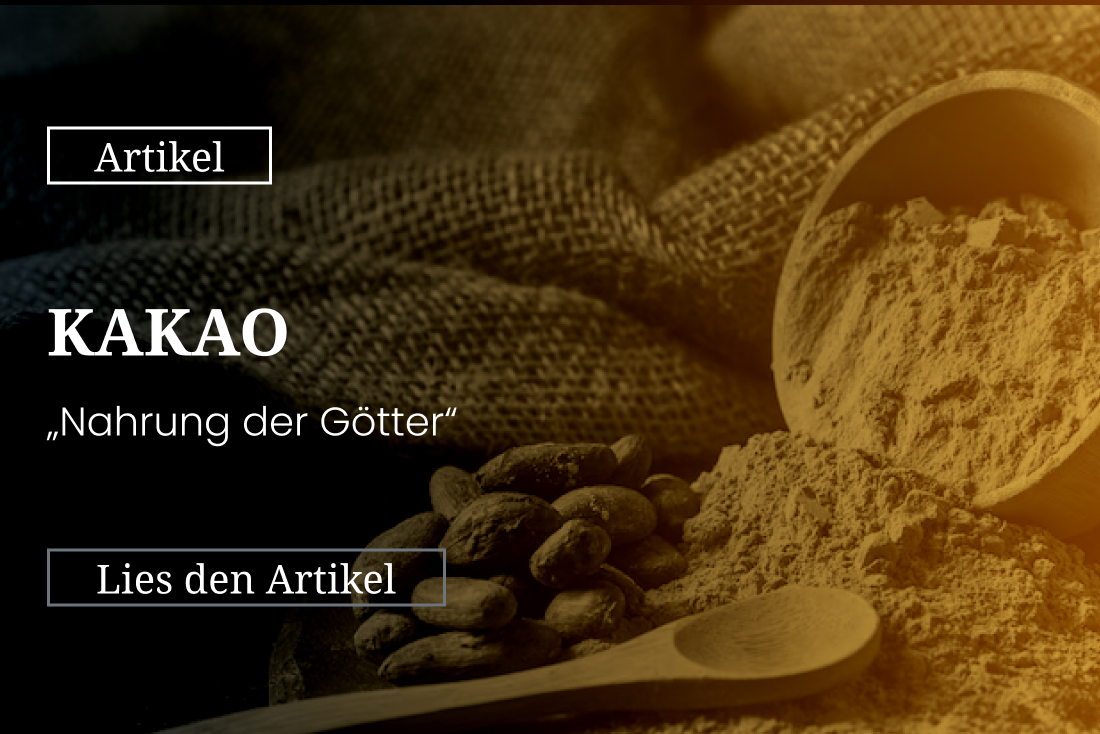 Artikel
KAKAO
„Nahrung der Götter“
Lies den Artikel